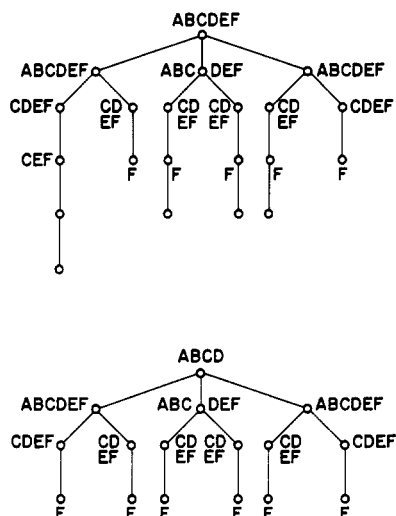 ABCDEF
ABCDEF ABC DEF ABCDEF
CDEF CD CD CD CD CDEF
EF EF EF EF
CEF F F F F F
ABCD
ABCDEF ABC DEF ABCDEF
CDEF CD CD CD CD CDEF
EF EF EF EF
F F F F F F